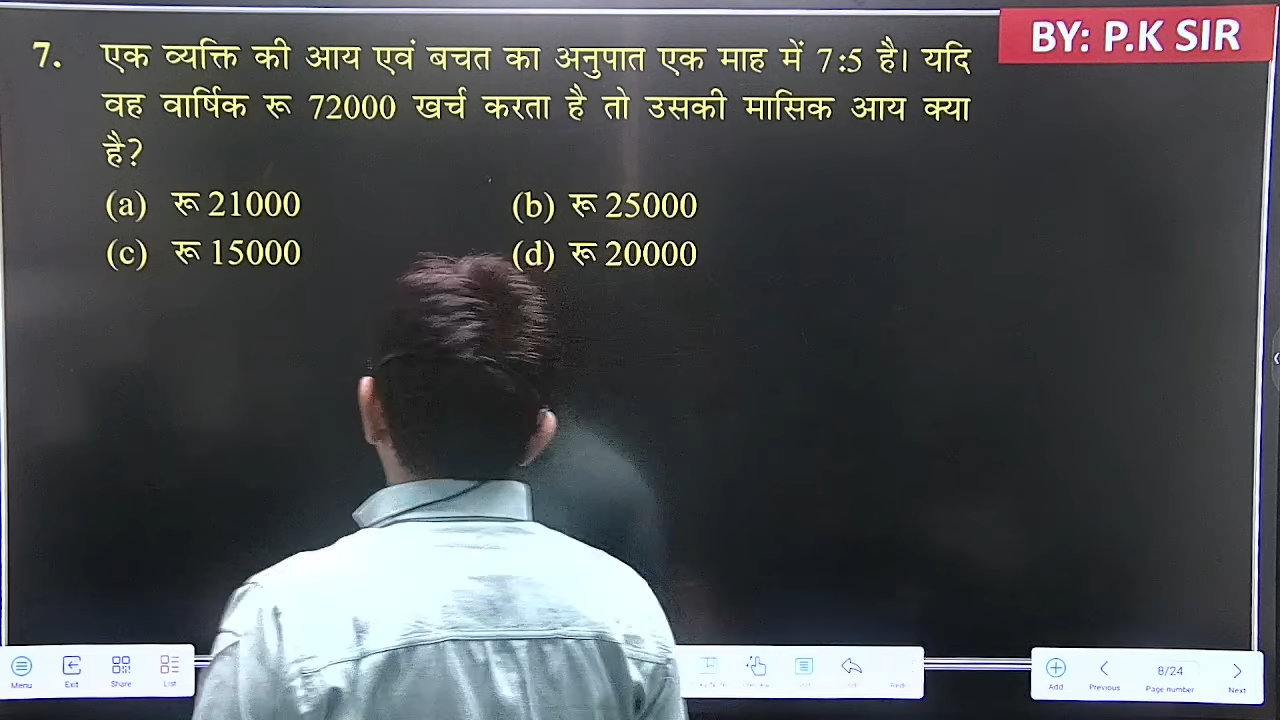 BY: P.K SIR
7. एक व्यक्ति की आय एवं बचत का अनुपात एक माह में 7:5 है। यदि
वह वार्षिक रू 72000 खर्च करता है तो उसकी मासिक आय क्या
है?
(a) रू 21000 (b) रू 25000
(c) रू 15000 (d) रू 20000
Menu Exit Share List Add Previous 8/24 Page number Next